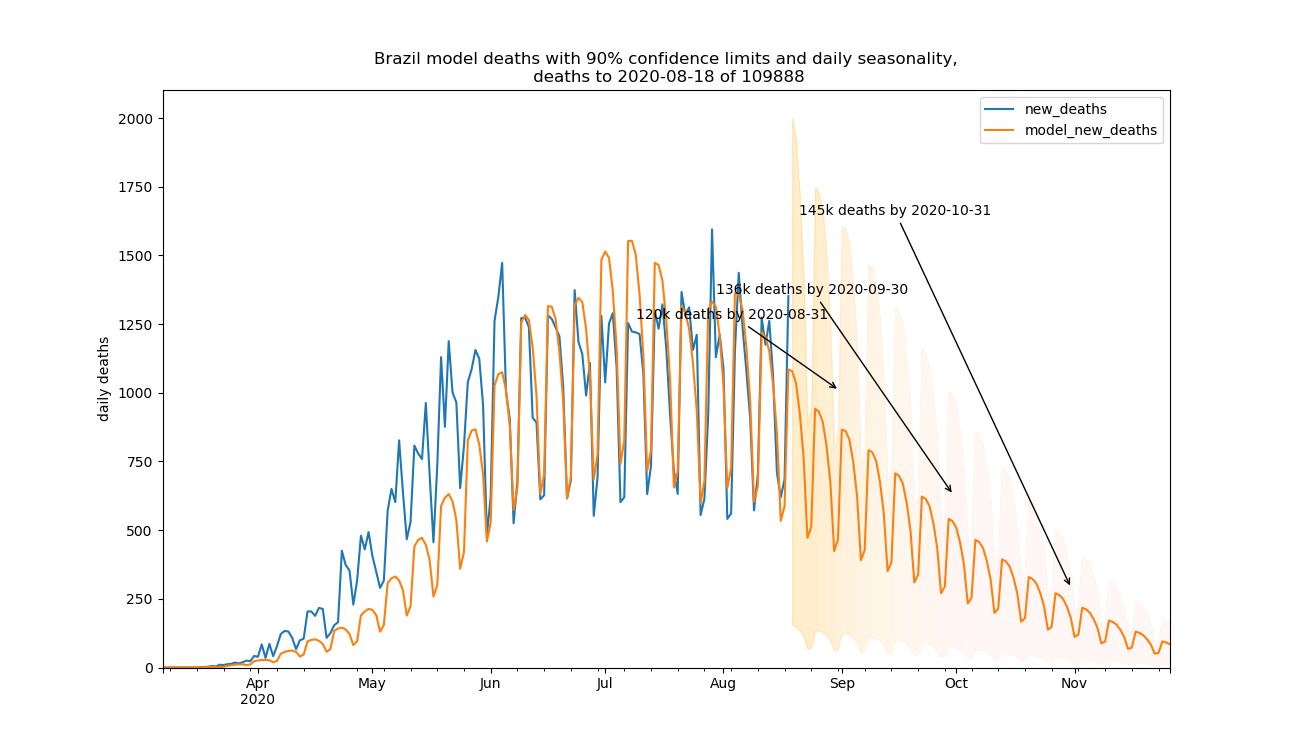 Brazil model deaths with 90% confidence limits and daily seasonality,
deaths to 2020-08-18 of 109888
new_deaths
model_new_deaths
2000
1750
1500
1250
1000
750
500
250
0
daily deaths
145k deaths by 2020-10-31
136k deaths by 2020-09-30
120k deaths by 2020-08-31
Apr
2020
May
Jun
Jul
Aug
Sep
Oct
Nov